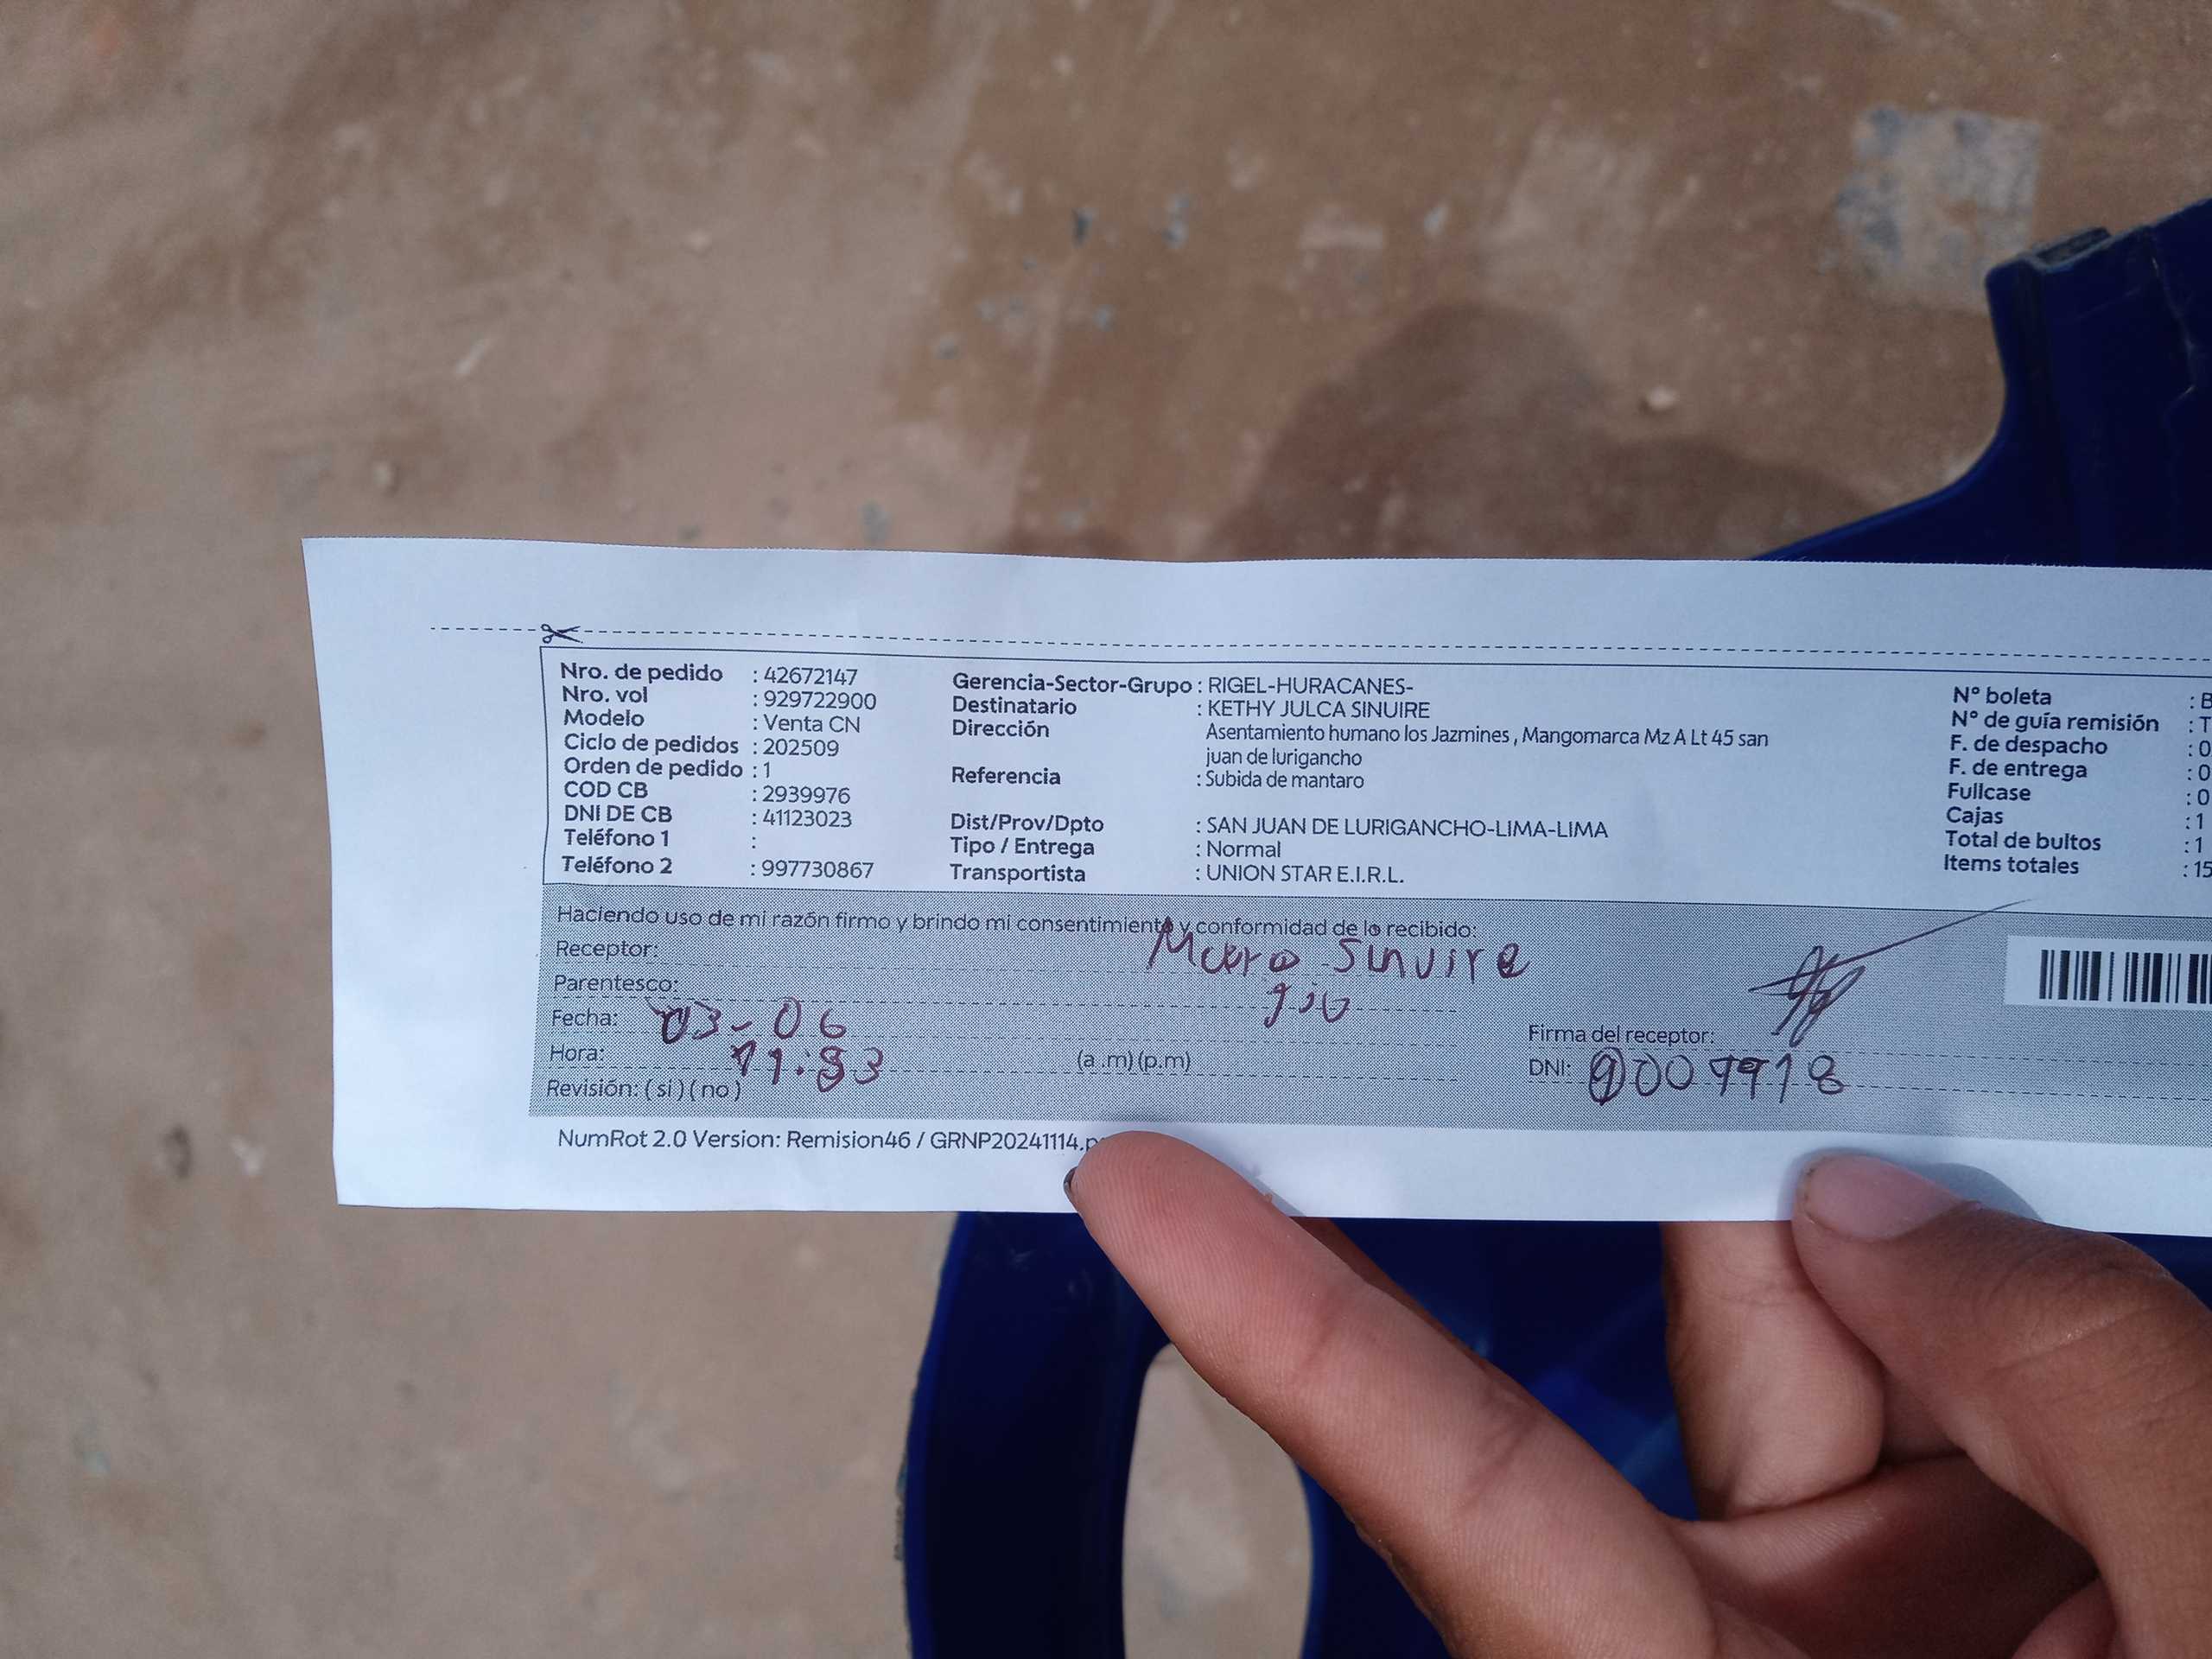 Nro. de pedido : 42672147
Nro. vol : 929722900
Modelo : Venta CN
Ciclo de pedidos : 202509
Orden de pedido : 1
COD CB : 2939976
DNI DE CB : 41123023
Teléfono 1 :
Teléfono 2 : 997730867
Gerencia-Sector-Grupo : RIGEL-HURACANES-
Destinatario : KETHY JULCA SINUIRE
Dirección Asentamiento humano los Jazmines , Mangomarca Mz A Lt 45 san
juan de lurigancho
Referencia : Subida de mantaro
Dist/Prov/Dpto : SAN JUAN DE LURIGANCHO-LIMA-LIMA
Tipo / Entrega : Normal
Transportista : UNION STAR E.I.R.L.
N° boleta : B
N° de guía remisión : T
F. de despacho : 0
F. de entrega : 0
Fullcase : 0
Cajas : 1
Total de bultos : 1
Items totales : 15
Haciendo uso de mi razón firmo y brindo mi consentimiento y conformidad de lo recibido:
Receptor: Sinuire
Parentesco:
Fecha: 03-06
Hora: (a .m) (p.m)
Revisión: ( si ) ( no )
Firma del receptor:
DNI:
NumRot 2.0 Version: Remision46 / GRNP20241114.p